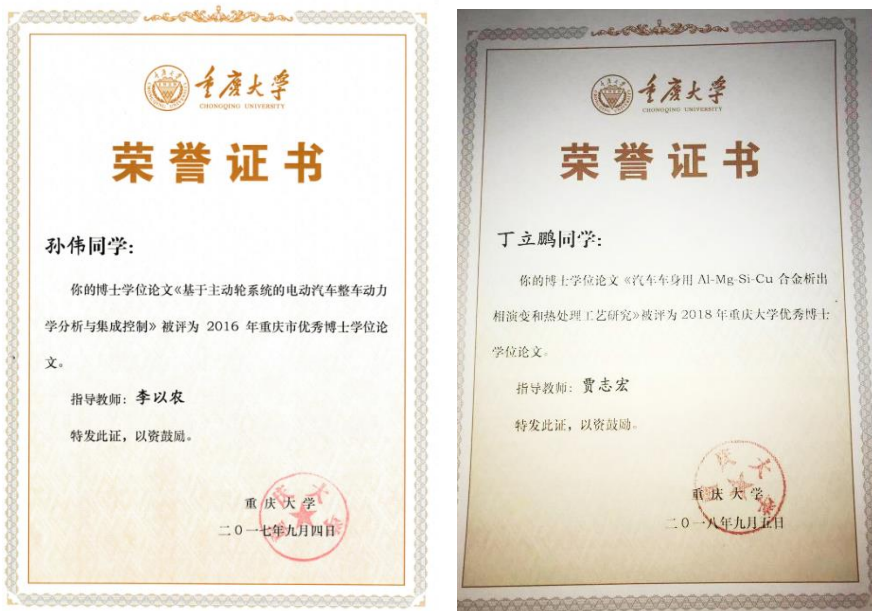 重庆大学
CHONGQING UNIVERSITY
荣誉证书
孙伟同学:
你的博士学位论文《基于主动轮系统的电动汽车整车动力
学分析与集成控制》被评为 2016 年重庆市优秀博士学位论
文。
指导教师: 李以农
特发此证，以资鼓励。
重庆大学
二0一七年九月四日
重庆大学
CHONGQING UNIVERSITY
荣誉证书
丁立鹏同学:
你的博士学位论文《汽车车身用 Al-Mg-Si-Cu 合金析出
相演变和热处理工艺研究》被评为 2018 年重庆大学优秀博士
学位论文。
指导教师: 贾志宏
特发此证，以资鼓励。
重庆大学
二0一八年九月五日